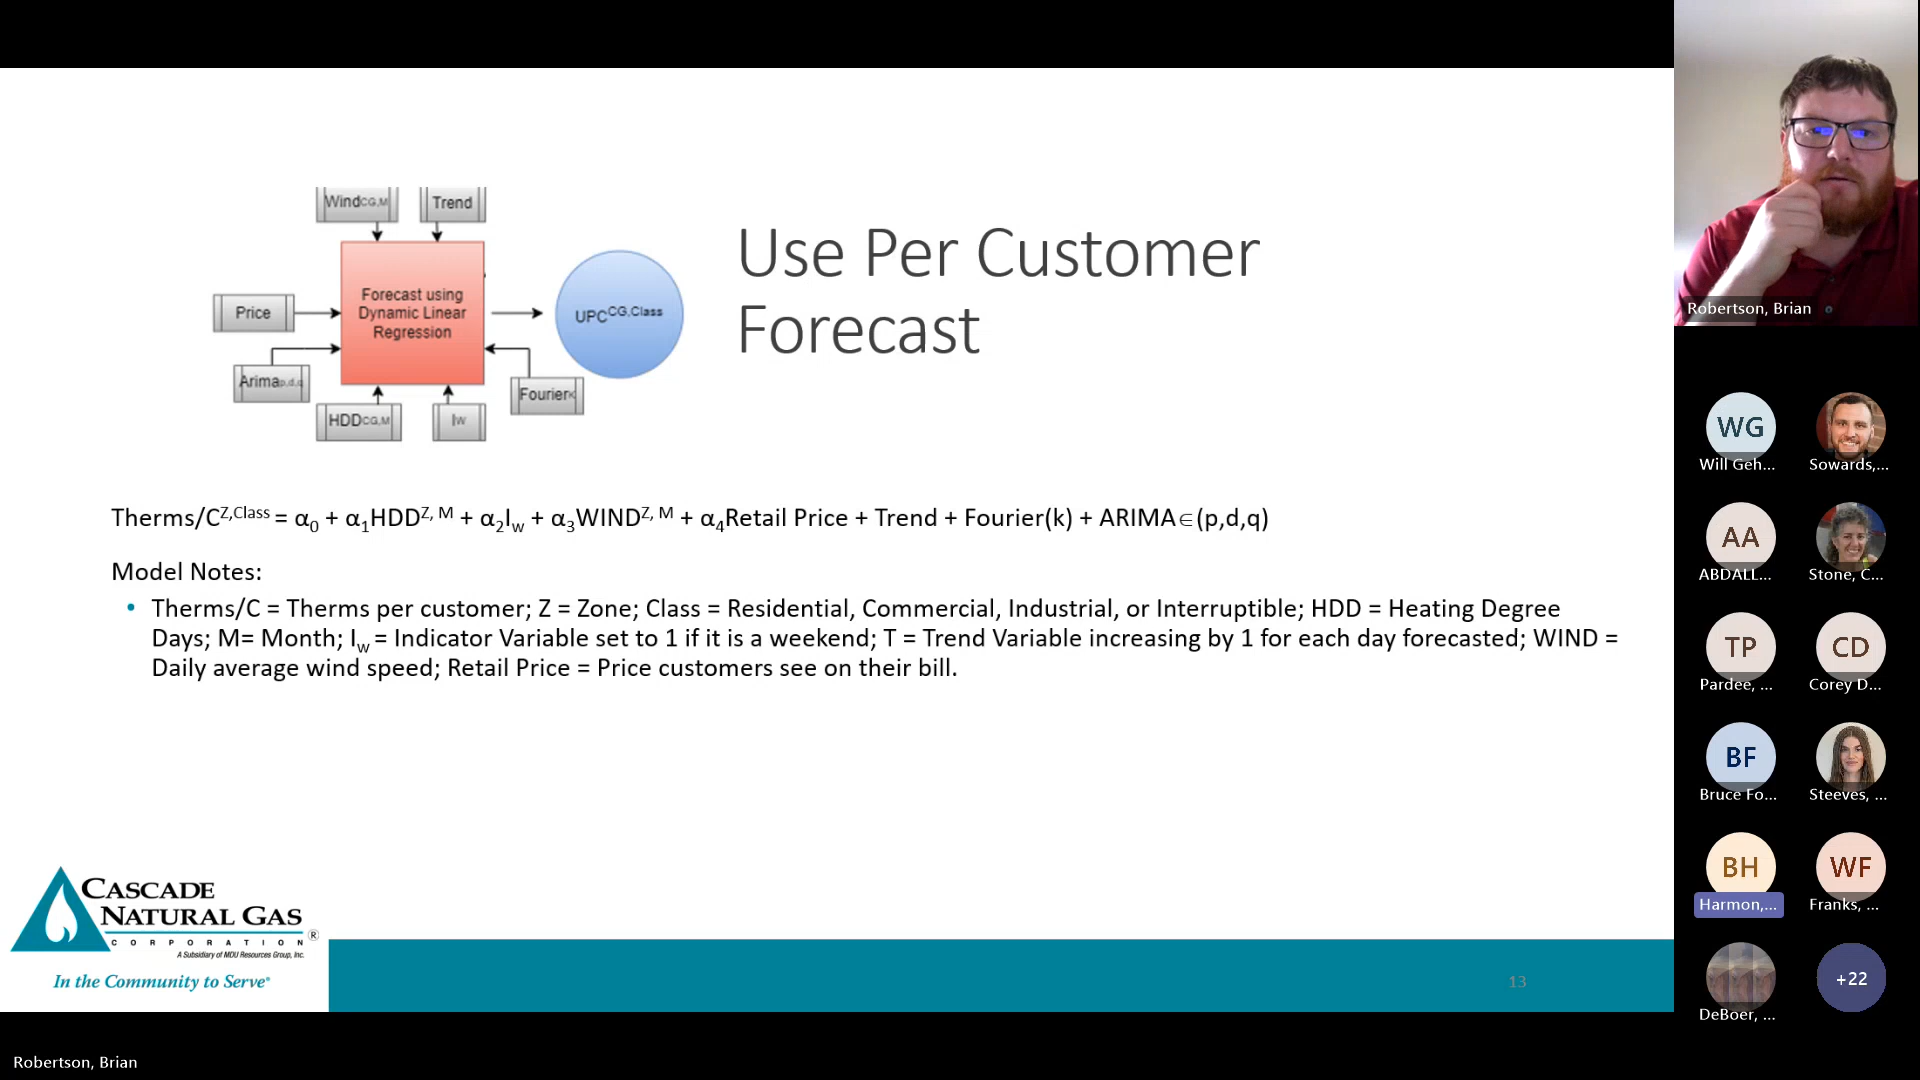 WindCG,M
Trend
Price
Forecast using
Dynamic Linear
Regression
UPCCG,Class
Arimap,d,q
FourierK
HDDCG,M
Iw
Use Per Customer
Forecast
Therms/CZ,Class = α0 + α1HDDZ, M + α2Iw + α3WINDZ, M + α4Retail Price + Trend + Fourier(k) + ARIMA∈(p,d,q)
Model Notes:
• Therms/C = Therms per customer; Z = Zone; Class = Residential, Commercial, Industrial, or Interruptible; HDD = Heating Degree
Days; M= Month; Iw = Indicator Variable set to 1 if it is a weekend; T = Trend Variable increasing by 1 for each day forecasted; WIND =
Daily average wind speed; Retail Price = Price customers see on their bill.
CASCADE
NATURAL GAS
CORPORATION ®
A Subsidiary of MDU Resources Group, Inc.
In the Community to Serve®
13
Robertson, Brian
Robertson, Brian
WG
Will Geh...
Sowards,...
AA
ABDALL...
Stone, C...
TP
Pardee, ...
CD
Corey D...
BF
Bruce Fo...
Steeves, ...
BH
Harmon,...
WF
Franks, ...
DeBoer, ...
+22